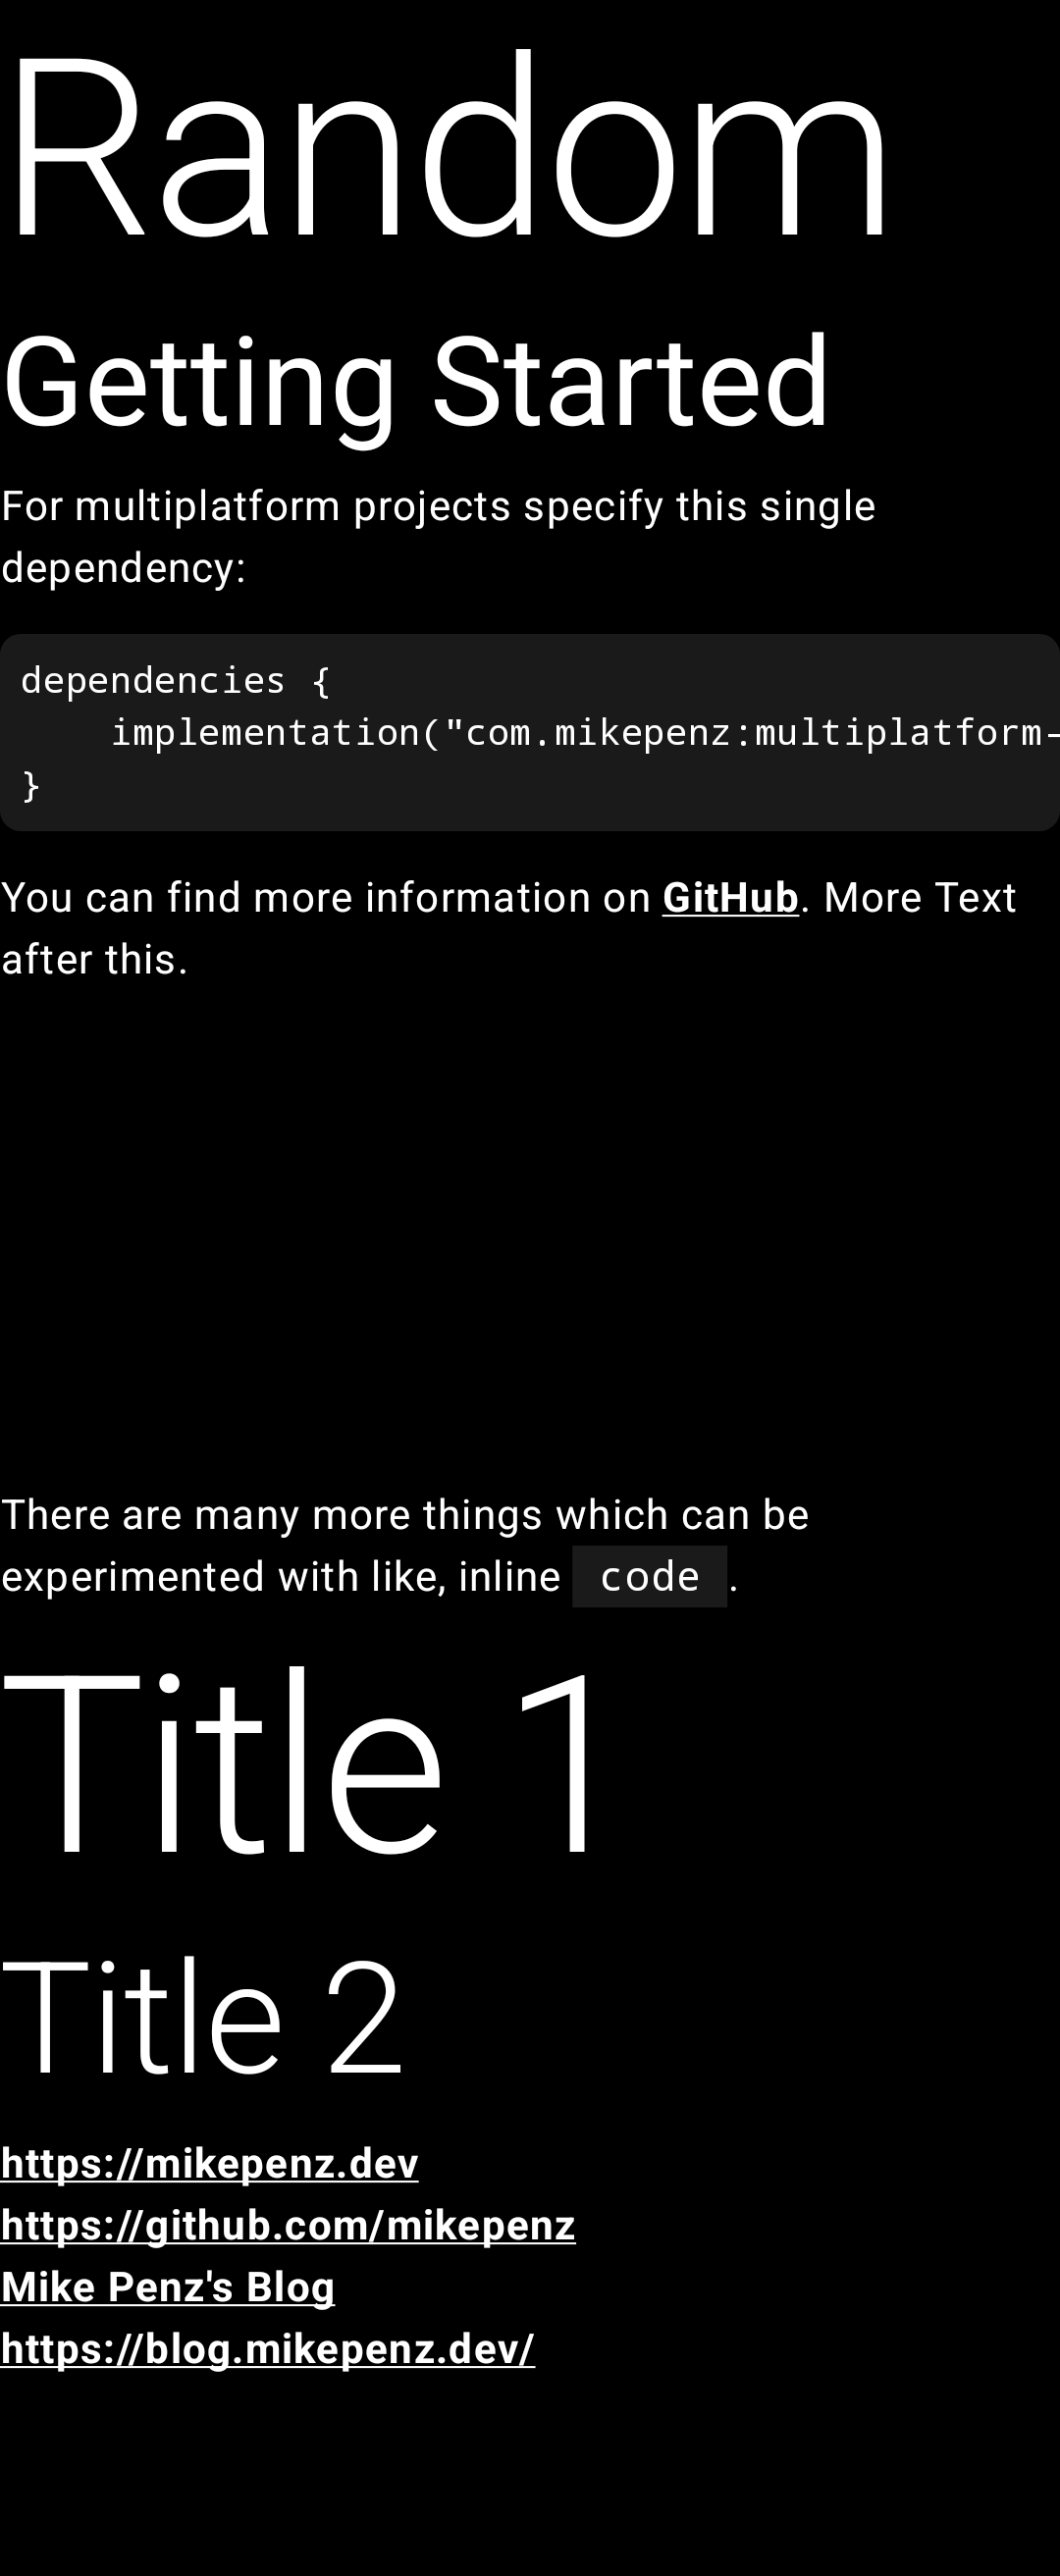 Random
Getting Started
For multiplatform projects specify this single
dependency:
dependencies {
    implementation("com.mikepenz:multiplatform-
}
You can find more information on GitHub. More Text
after this.
There are many more things which can be
experimented with like, inline code .
Title 1
Title 2
https://mikepenz.dev
https://github.com/mikepenz
Mike Penz's Blog
https://blog.mikepenz.dev/